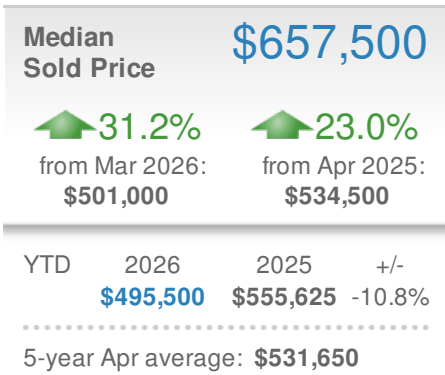 Median
Sold Price
$657,500
31.2%
from Mar 2026:
$501,000
23.0%
from Apr 2025:
$534,500
YTD 2026 2025 +/-
$495,500 $555,625 -10.8%
5-year Apr average: $531,650